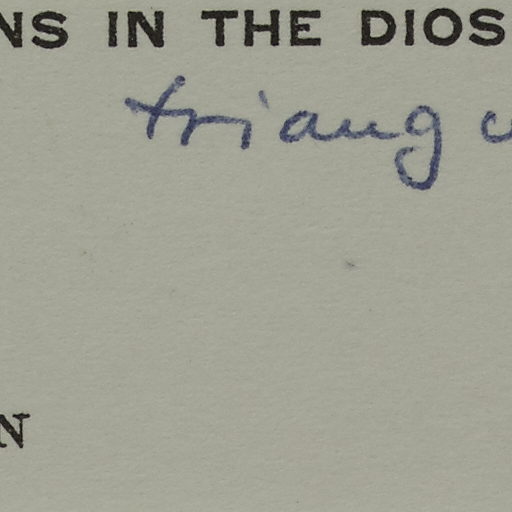 NS IN THE DIOS
triang u
N